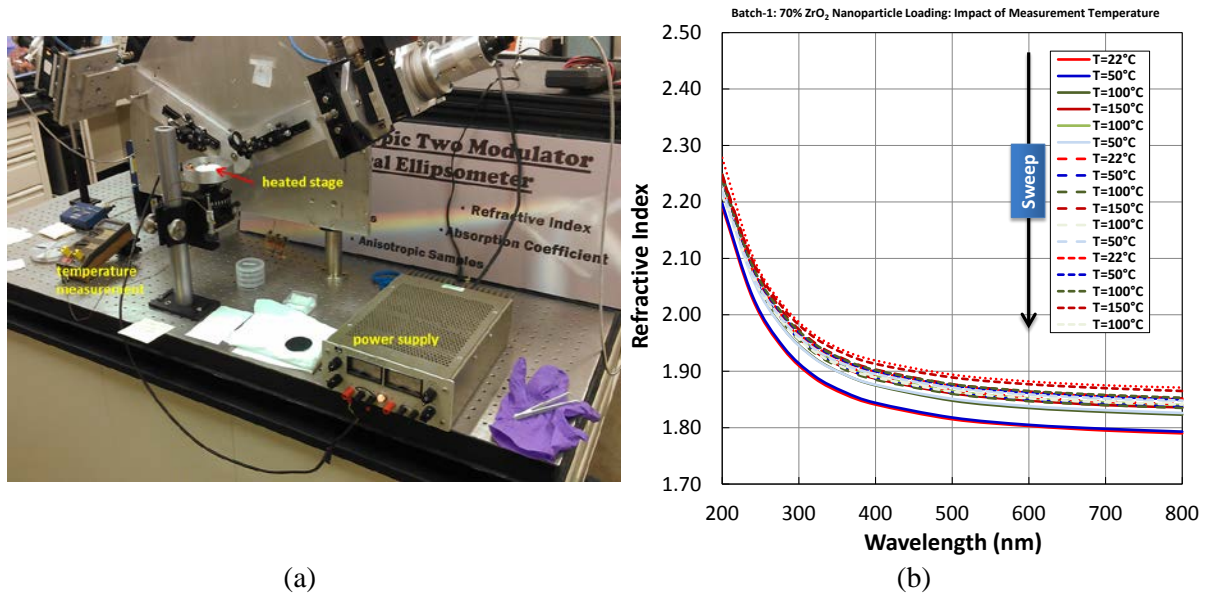 opic Two Modulator
al Ellipsometer
heated stage
• Refractive Index
• Absorption Coefficient
• Anisotropic Samples
temperature
measurement
power supply
(a)
Batch-1: 70% ZrO₂ Nanoparticle Loading: Impact of Measurement Temperature
2.50
2.40
2.30
2.20
2.10
2.00
1.90
1.80
1.70
Refractive Index
200 300 400 500 600 700 800
Wavelength (nm)
Sweep
T=22°C
T=50°C
T=100°C
T=150°C
T=100°C
T=50°C
T=22°C
T=50°C
T=100°C
T=150°C
T=100°C
T=50°C
T=22°C
T=50°C
T=100°C
T=150°C
T=100°C
(b)